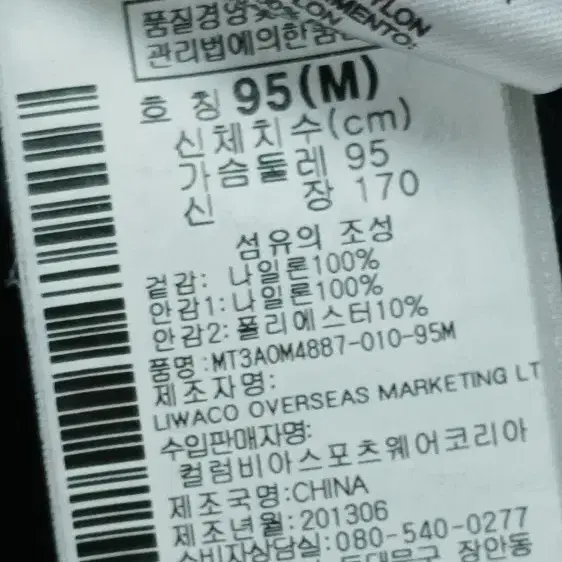 NYLON
MENTO:
품질경영
관리법에의한
호 칭 95(M)
신체치수(cm)
가슴둘레 95
신 장 170
섬유의 조성
겉감: 나일론100%
안감1:나일론100%
안감2:폴리에스터10%
품명:MT3AOM4887-010-95M
제조자명:
LIWACO OVERSEAS MARKETING LT
수입판매자명:
컬럼비아스포츠웨어코리아
제조국명:CHINA
제조년월:201306
소비자상담실:080-540-0277
동대문구 장안동